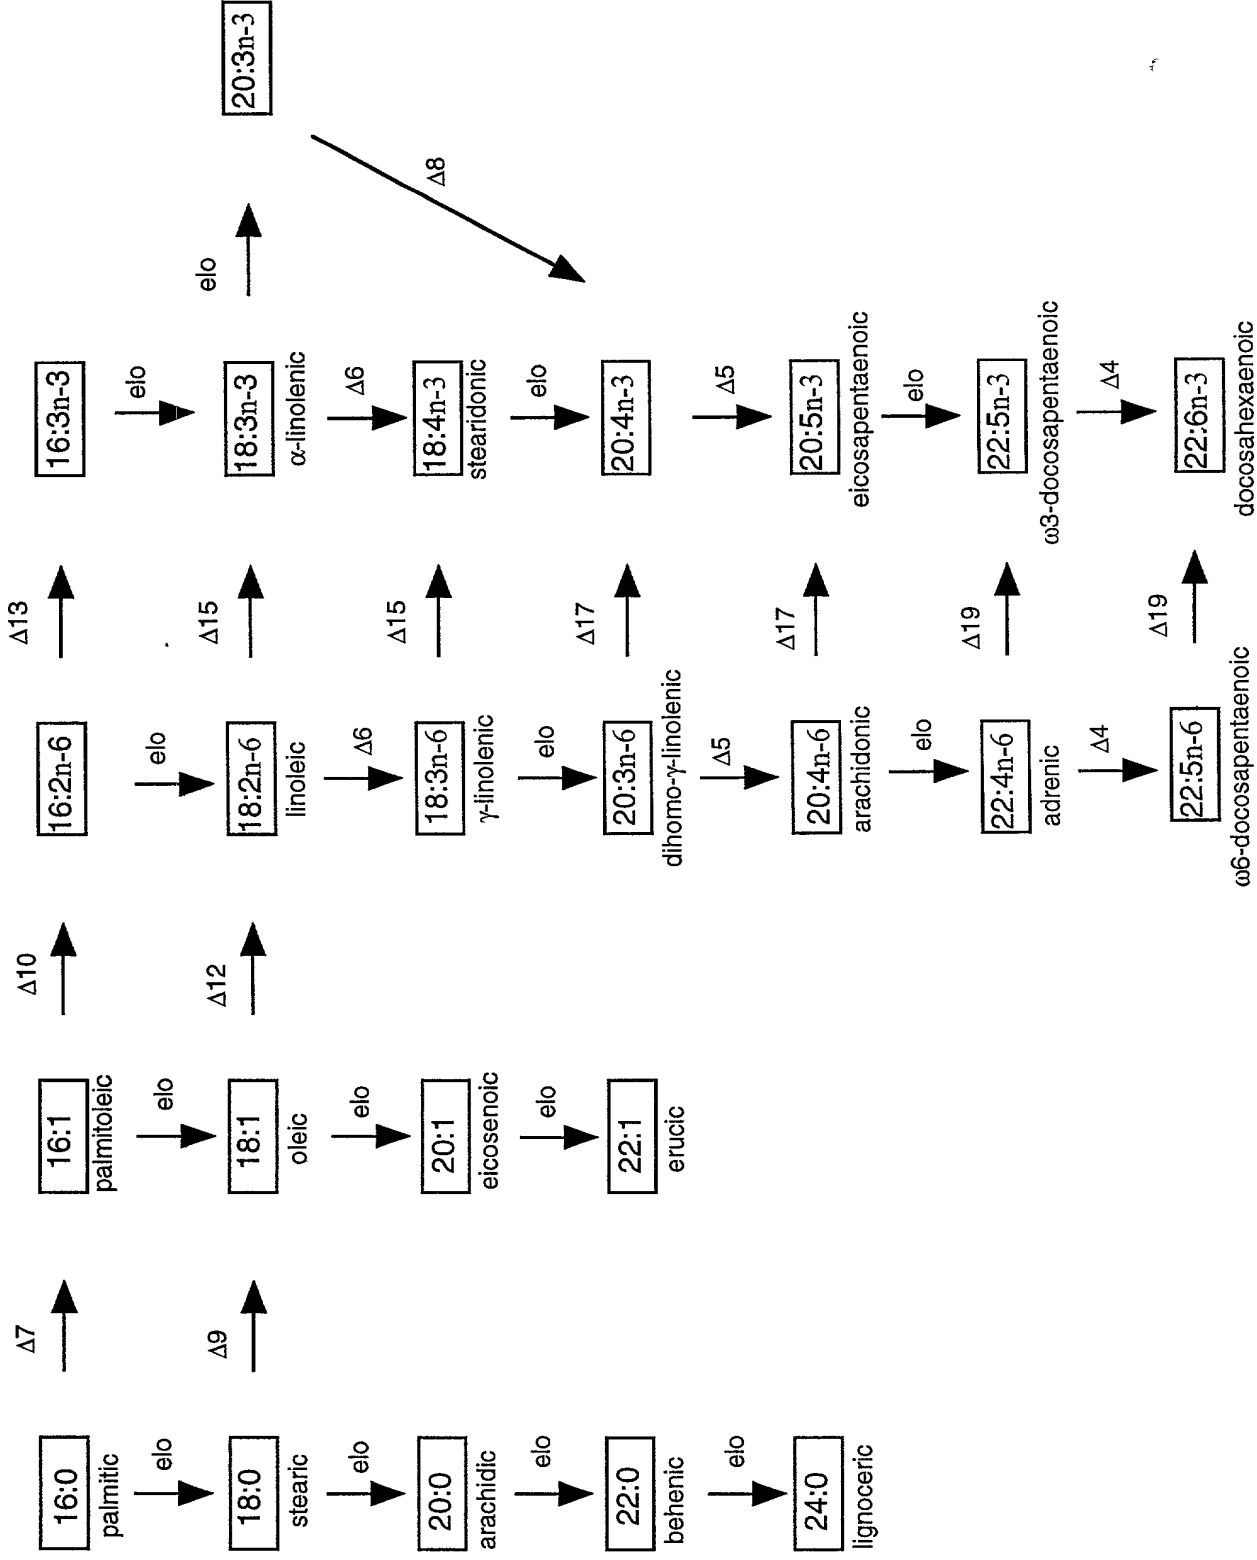 Δ7
Δ10
Δ13
16:0
16:1
16:2n-6
16:3n-3
palmitic
palmitoleic
elo
elo
elo
elo
Δ9
Δ12
Δ15
elo
18:0
18:1
18:2n-6
18:3n-3
20:3n-3
stearic
oleic
linoleic
α-linolenic
elo
elo
Δ6
Δ6
Δ15
Δ8
20:0
20:1
18:3n-6
18:4n-3
arachidic
eicosenoic
γ-linolenic
stearidonic
elo
elo
elo
elo
Δ17
22:0
22:1
20:3n-6
20:4n-3
behenic
erucic
dihomo-γ-linolenic
elo
Δ5
Δ5
Δ17
24:0
20:4n-6
20:5n-3
lignoceric
arachidonic
eicosapentaenoic
elo
elo
Δ19
22:4n-6
22:5n-3
adrenic
ω3-docosapentaenoic
Δ4
Δ4
Δ19
22:5n-6
22:6n-3
ω6-docosapentaenoic
docosahexaenoic